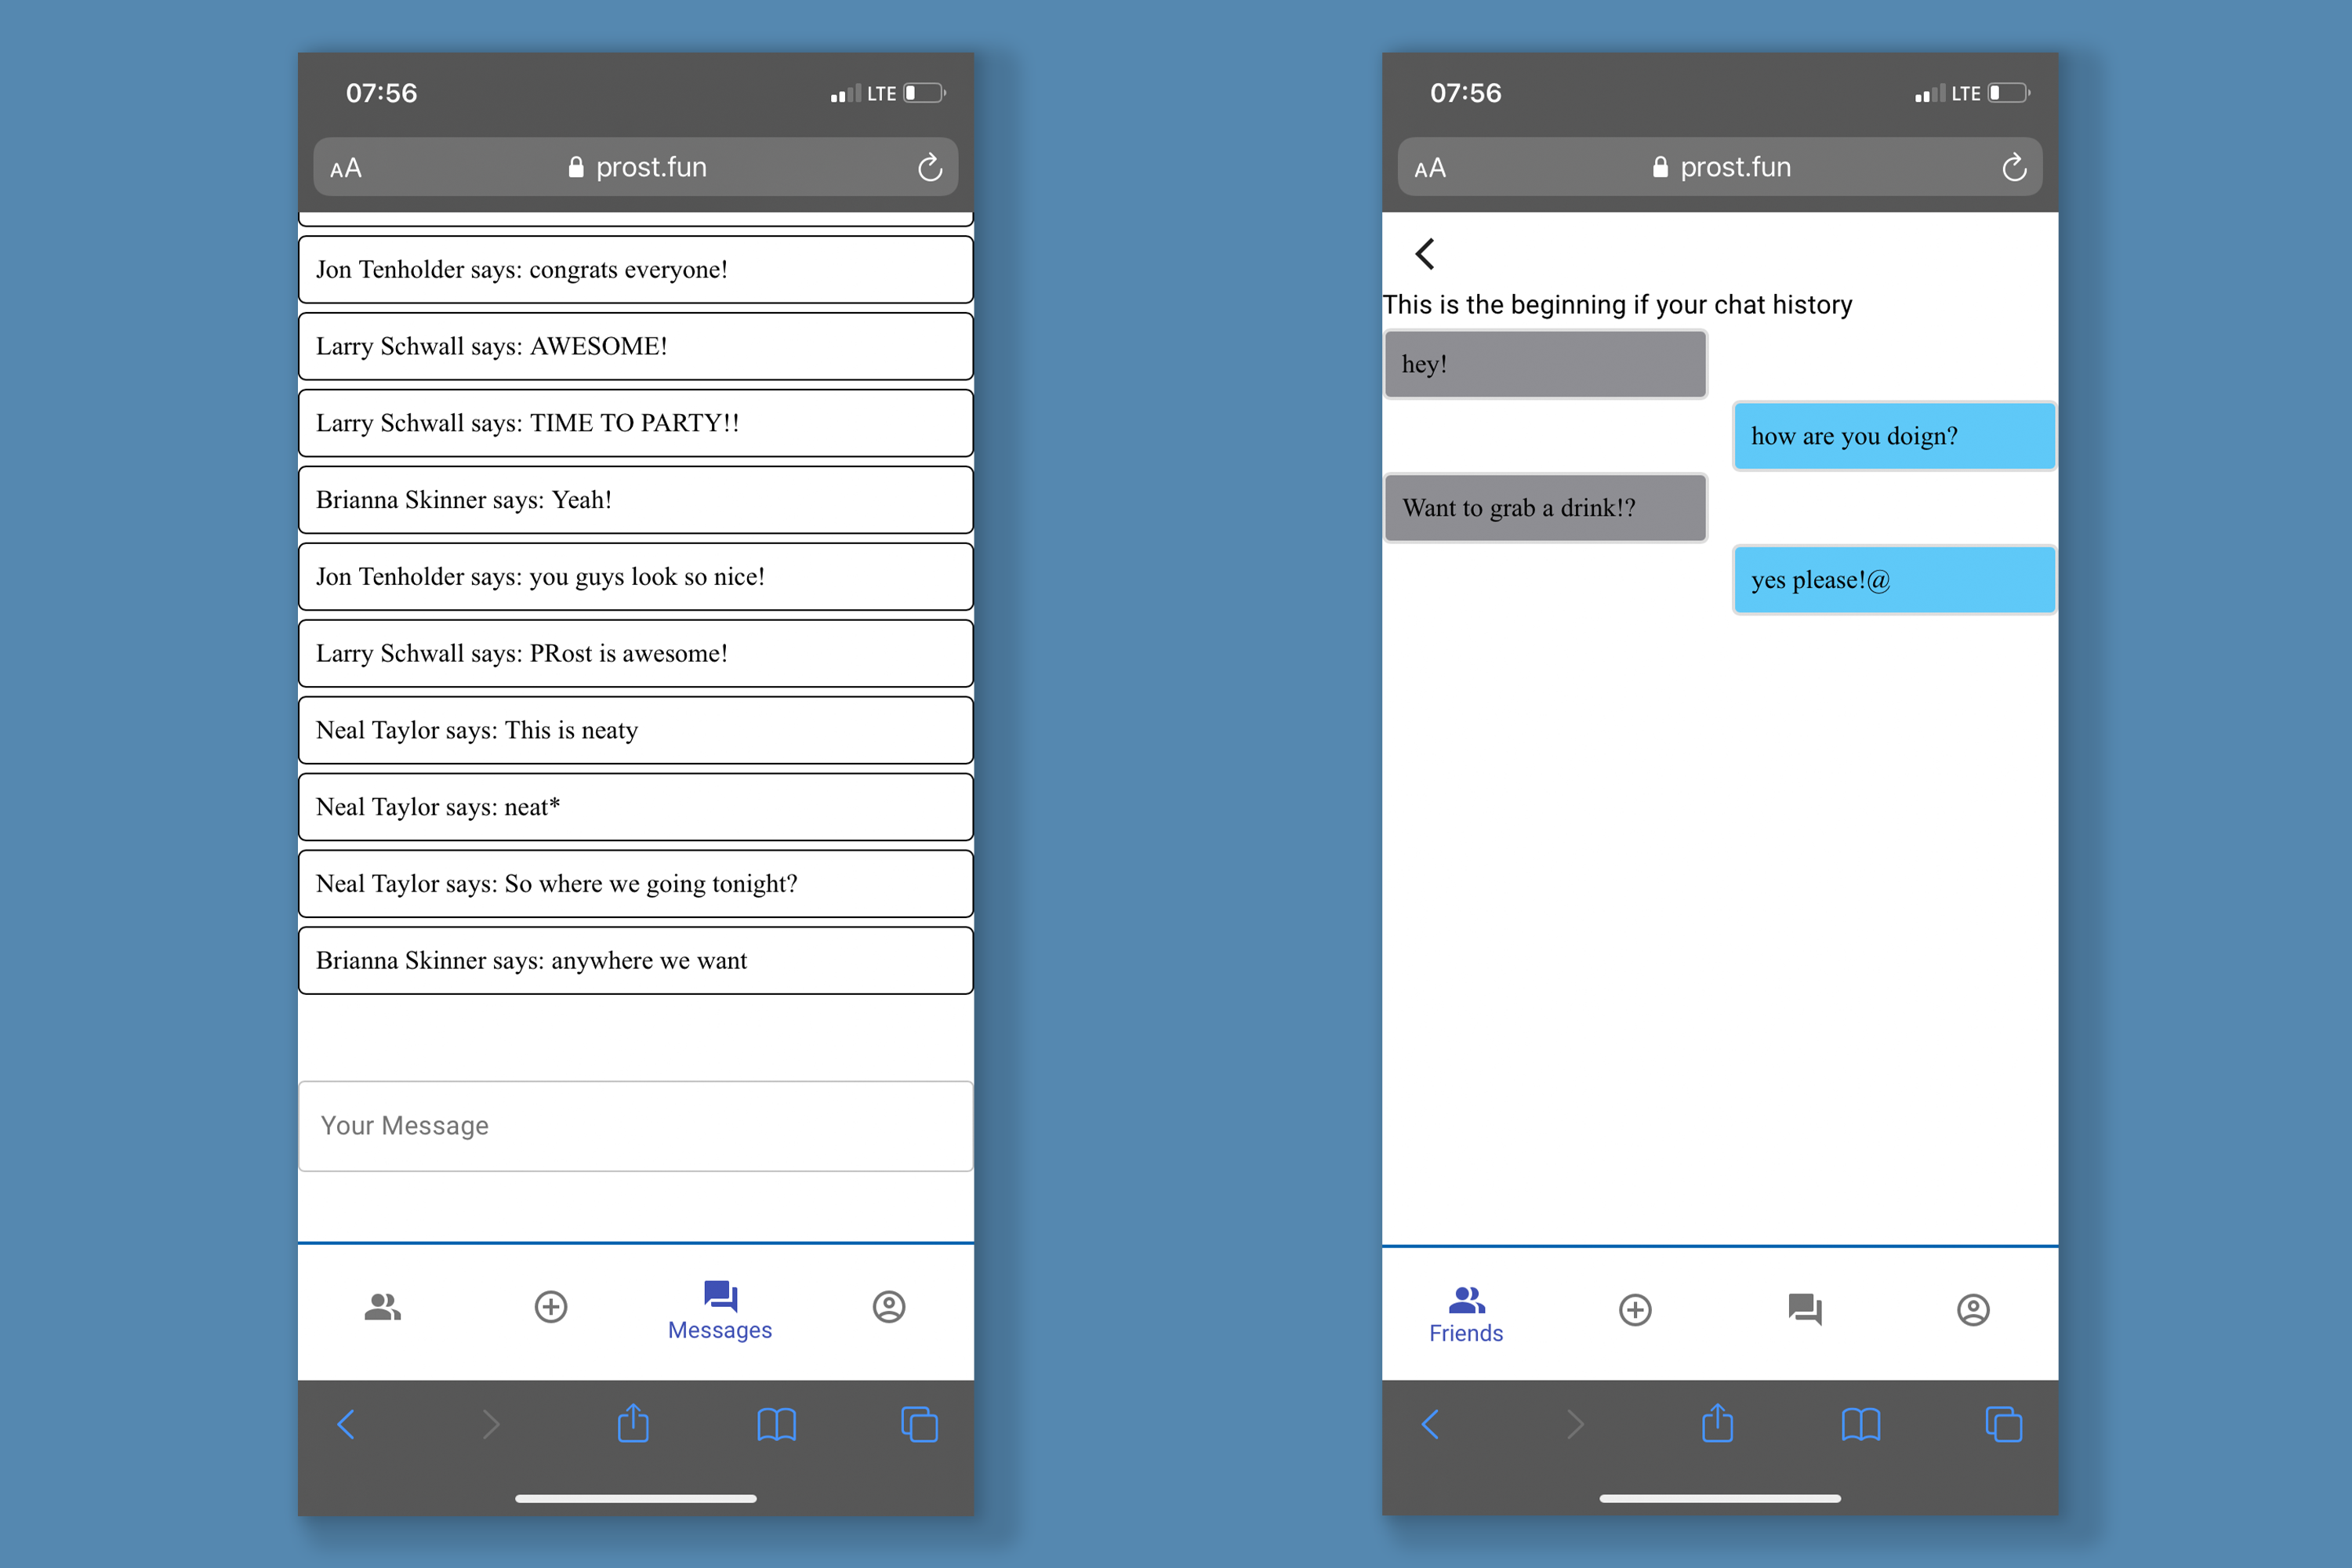 07:56
LTE
AA
prost.fun
Jon Tenholder says: congrats everyone!
Larry Schwall says: AWESOME!
Larry Schwall says: TIME TO PARTY!!
Brianna Skinner says: Yeah!
Jon Tenholder says: you guys look so nice!
Larry Schwall says: PRost is awesome!
Neal Taylor says: This is neaty
Neal Taylor says: neat*
Neal Taylor says: So where we going tonight?
Brianna Skinner says: anywhere we want
Your Message
Messages
07:56
LTE
AA
prost.fun
This is the beginning if your chat history
hey!
how are you doign?
Want to grab a drink!?
yes please!@
Friends